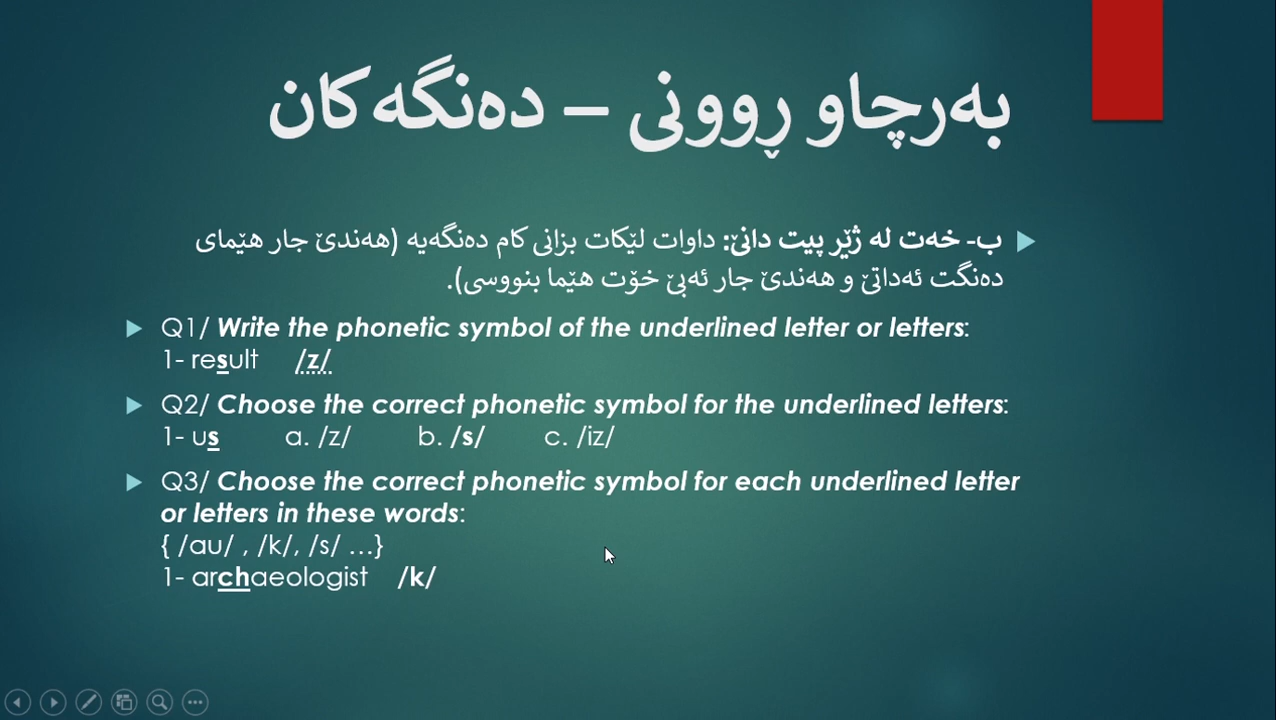 بەرچاو ڕوونی – دەنگەکان
ب- خەت لە ژێر پیت دانێ: داوات لێکات بزانی کام دەنگەیە (هەندێ جار هێمای
دەنگت ئەداتێ و هەندێ جار ئەبێ خۆت هێما بنووسی).
Q1/ Write the phonetic symbol of the underlined letter or letters:
1- result /z/
Q2/ Choose the correct phonetic symbol for the underlined letters:
1- us a. /z/ b. /s/ c. /iz/
Q3/ Choose the correct phonetic symbol for each underlined letter
or letters in these words:
{ /au/ , /k/, /s/ …}
1- archaeologist /k/